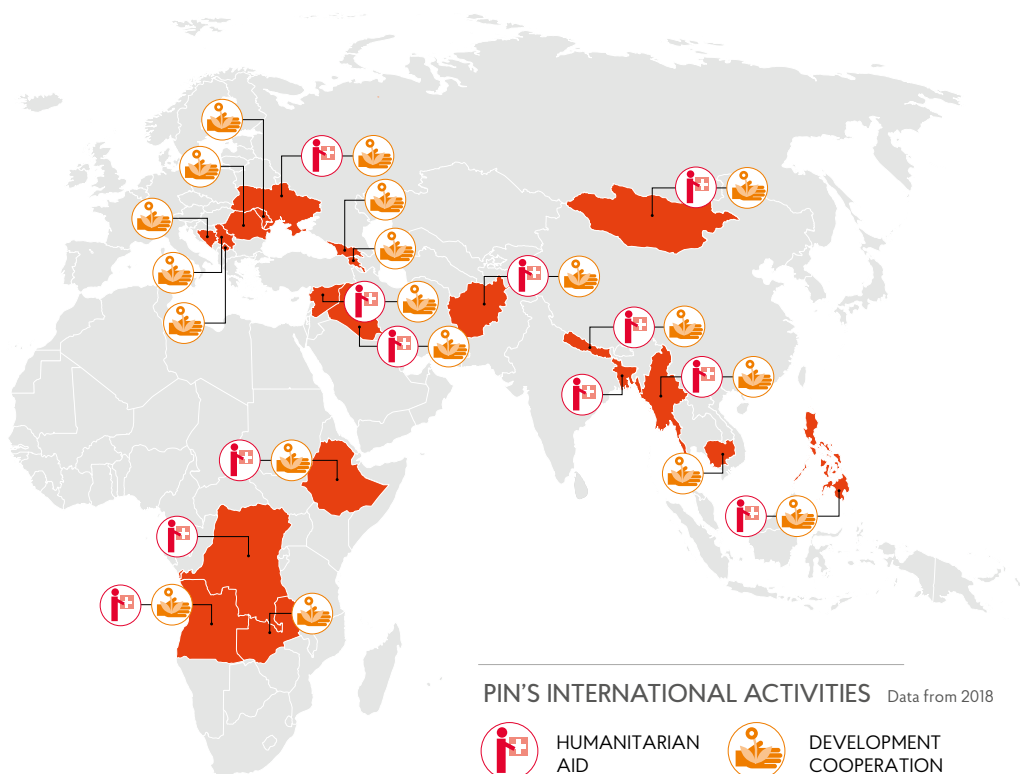 PIN'S INTERNATIONAL ACTIVITIES Data from 2018
HUMANITARIAN
AID
DEVELOPMENT
COOPERATION